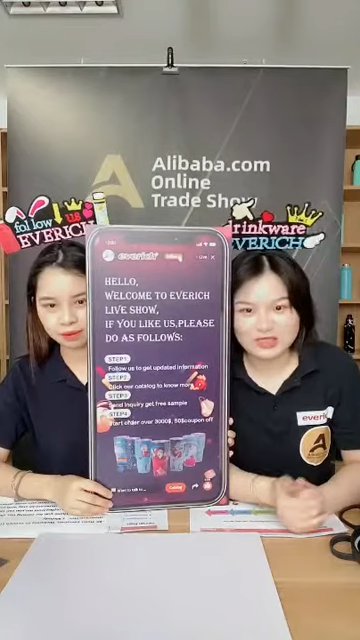 Alibaba.com
Online
Trade Show
follow us
EVERICH
Drinkware
EVERICH
everich
HELLO,
WELCOME TO EVERICH
LIVE SHOW,
IF YOU LIKE US,PLEASE
DO AS FOLLOWS:
STEP1
Follow us to get updated information
STEP2
Click our catalog to know more
STEP3
Send inquiry get free sample
STEP4
Start order over 3000$, 50$coupon off
everich